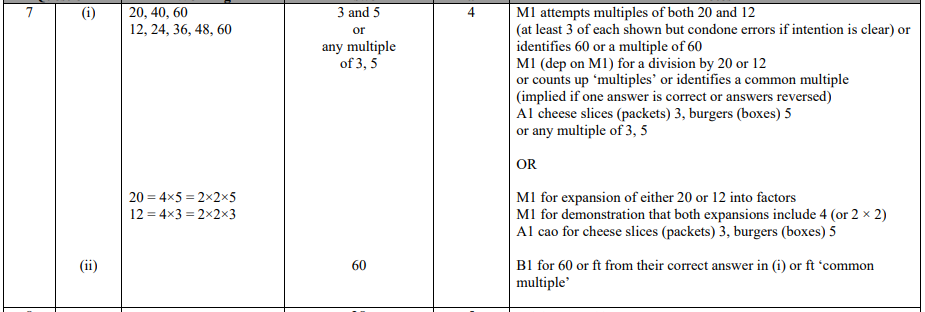 7 (i) 20, 40, 60 3 and 5 4 M1 attempts multiples of both 20 and 12
12, 24, 36, 48, 60 or (at least 3 of each shown but condone errors if intention is clear) or
any multiple identifies 60 or a multiple of 60
of 3, 5 M1 (dep on M1) for a division by 20 or 12
or counts up ‘multiples’ or identifies a common multiple
(implied if one answer is correct or answers reversed)
A1 cheese slices (packets) 3, burgers (boxes) 5
or any multiple of 3, 5
OR
20 = 4×5 = 2×2×5 M1 for expansion of either 20 or 12 into factors
12 = 4×3 = 2×2×3 M1 for demonstration that both expansions include 4 (or 2 × 2)
A1 cao for cheese slices (packets) 3, burgers (boxes) 5
(ii) 60 B1 for 60 or ft from their correct answer in (i) or ft ‘common
multiple’